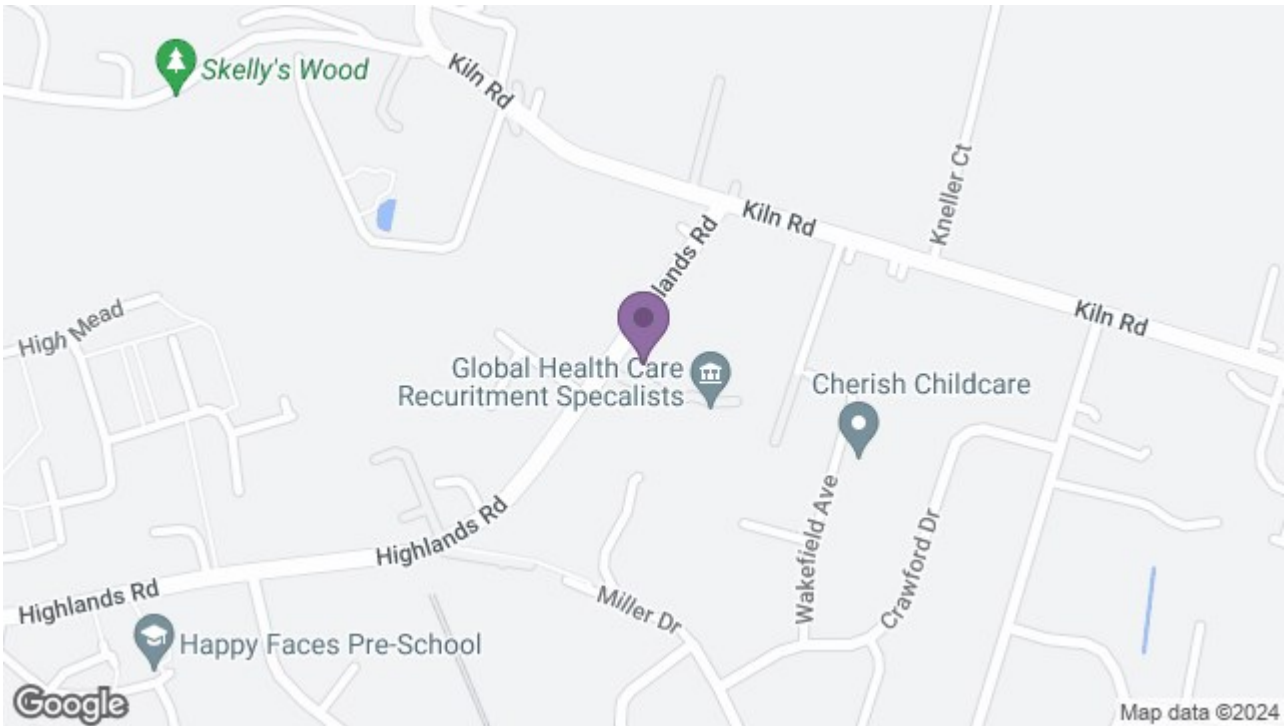 Skelly's Wood
Kiln Rd
Kneller Ct
Kiln Rd
lands Rd
Kiln Rd
High Mead
Global Health Care
Recuritment Specalists
Cherish Childcare
Wakefield Ave
Crawford Dr
Highlands Rd
Highlands Rd
Miller Dr
Happy Faces Pre-School
Google
Map data ©2024